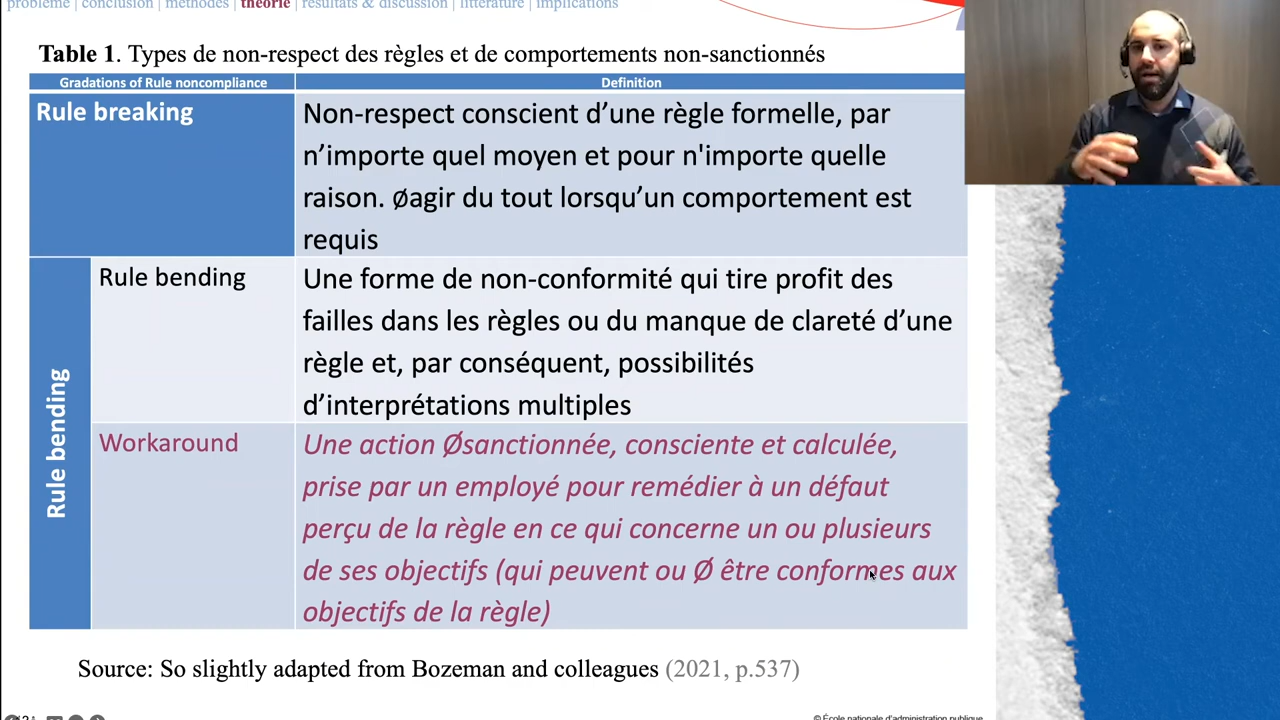 problème | conclusion | méthodes | théorie | résultats & discussion | littérature | implications
Table 1. Types de non-respect des règles et de comportements non-sanctionnés
Gradations of Rule noncompliance
Definition
Rule breaking
Non-respect conscient d’une règle formelle, par
n’importe quel moyen et pour n'importe quelle
raison. øagir du tout lorsqu’un comportement est
requis
Rule bending
Rule bending
Une forme de non-conformité qui tire profit des
failles dans les règles ou du manque de clareté d’une
règle et, par conséquent, possibilités
d’interprétations multiples
Workaround
Une action Øsanctionnée, consciente et calculée,
prise par un employé pour remédier à un défaut
perçu de la règle en ce qui concerne un ou plusieurs
de ses objectifs (qui peuvent ou Ø être conformes aux
objectifs de la règle)
Source: So slightly adapted from Bozeman and colleagues (2021, p.537)
© École nationale d'administration publique